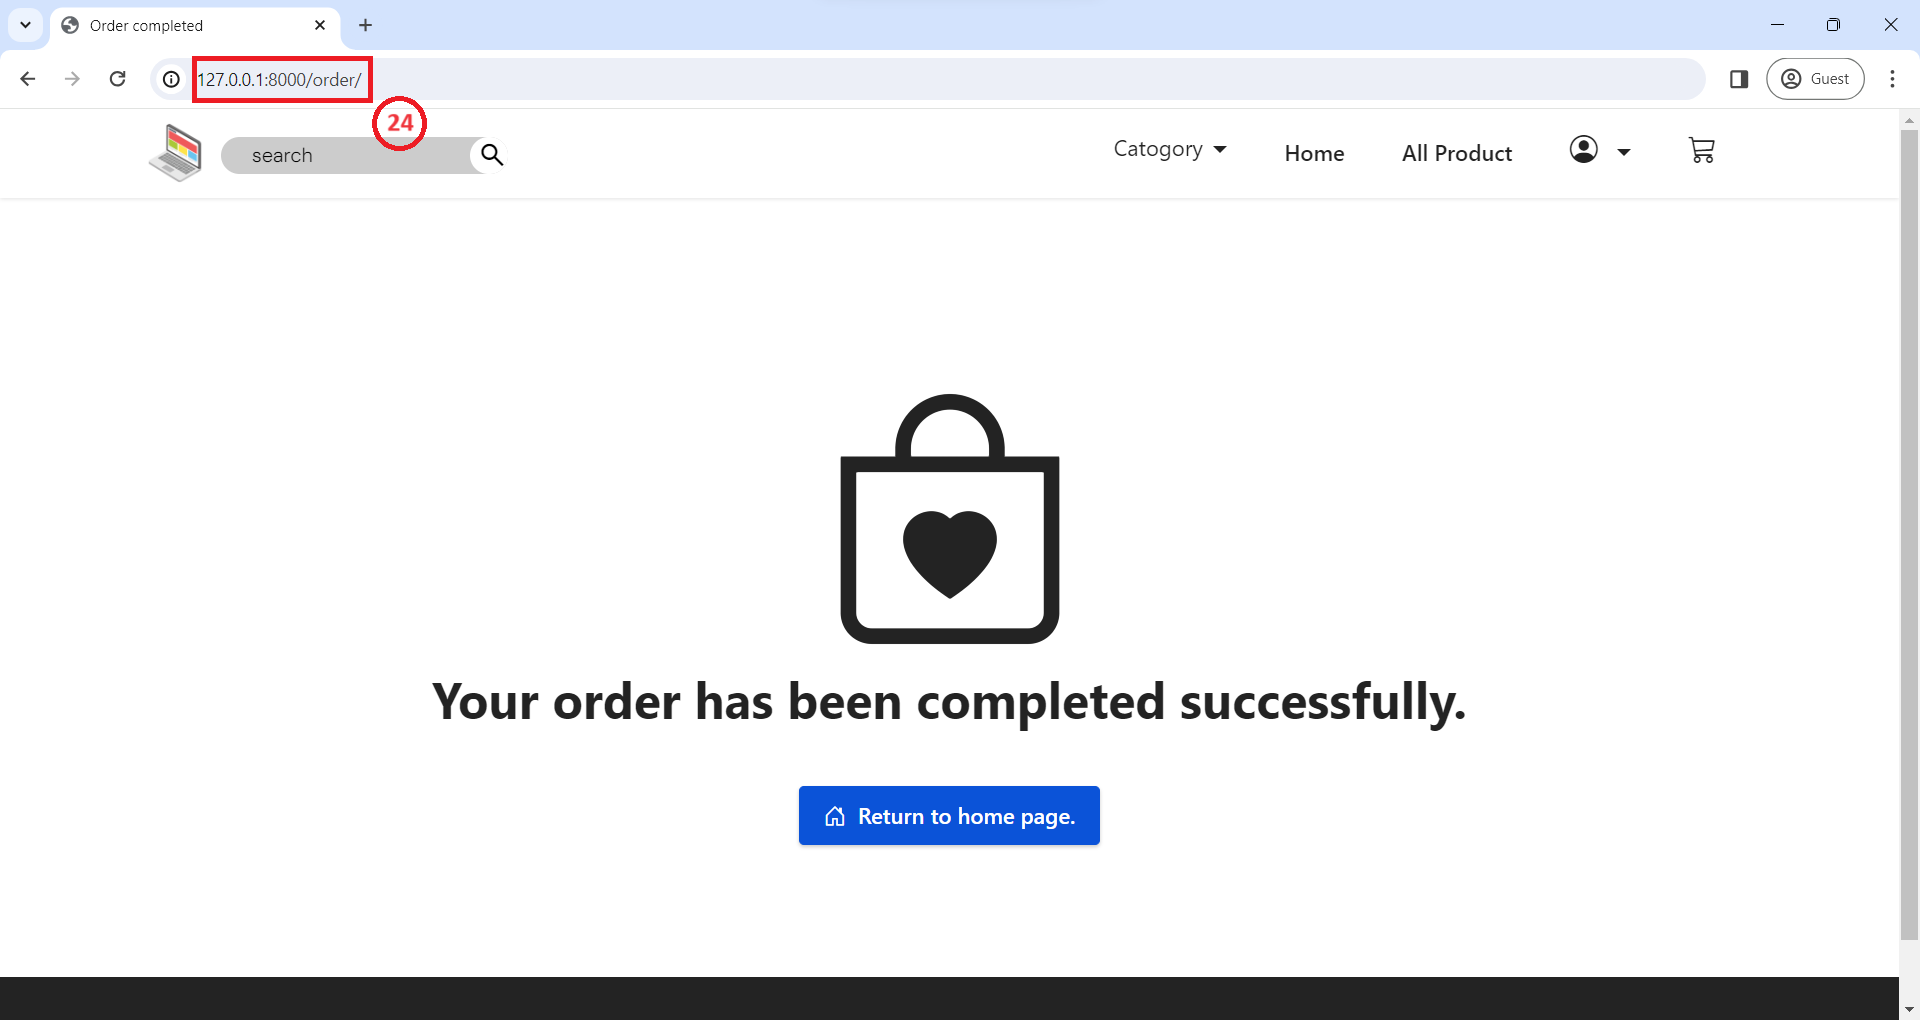 Order completed
127.0.0.1:8000/order/
Guest
24
search
Catogory
Home
All Product
Your order has been completed successfully.
Return to home page.